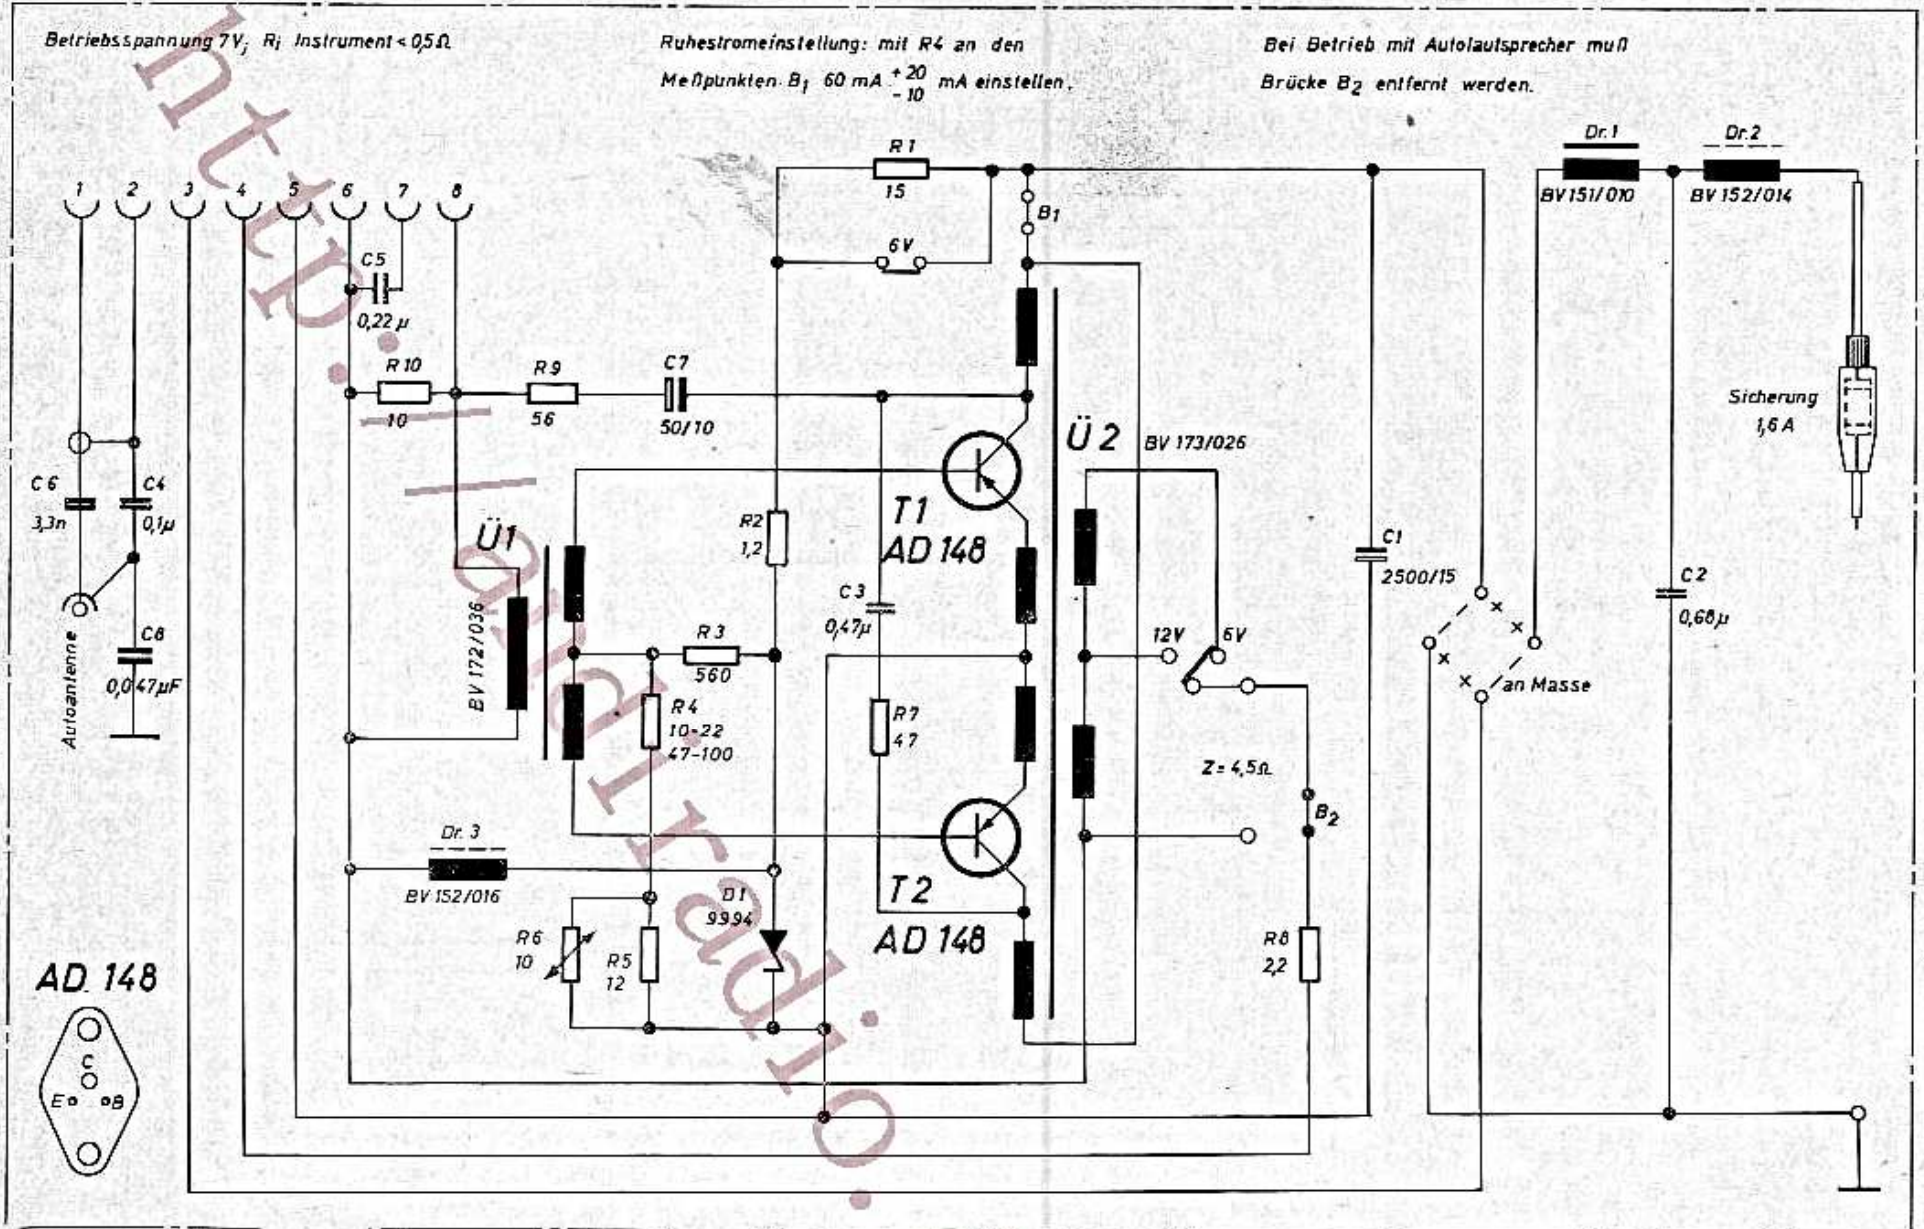 Betriebsspannung 7V; Ri Instrument < 0,5Ω
Ruhestromeinstellung: mit R4 an den
Meßpunkten B1 60 mA +20 -10 mA einstellen.
Bei Betrieb mit Autolautsprecher muß
Brücke B2 entfernt werden.
1 2 3 4 5 6 7 8
R1
15
B1
6V
Dr.1
BV 151/010
Dr.2
BV 152/014
C5
0,22µ
R10
10
R9
56
C7
50/10
Sicherung
1,6A
Ü2
BV 173/026
C6
3,3n
C4
0,1µ
Ü1
BV 172/036
R2
1,2
T1
AD 148
C1
2500/15
C2
0,68µ
C3
0,47µ
Autoantenne
C8
0,047µF
R3
560
R4
10-22
47-100
R7
47
12V
6V
an Masse
Z = 4,5Ω
B2
Dr. 3
BV 152/016
D1
9994
T2
AD 148
R6
10
R5
12
R8
2,2
AD 148
C
E
B
http://andiradio.